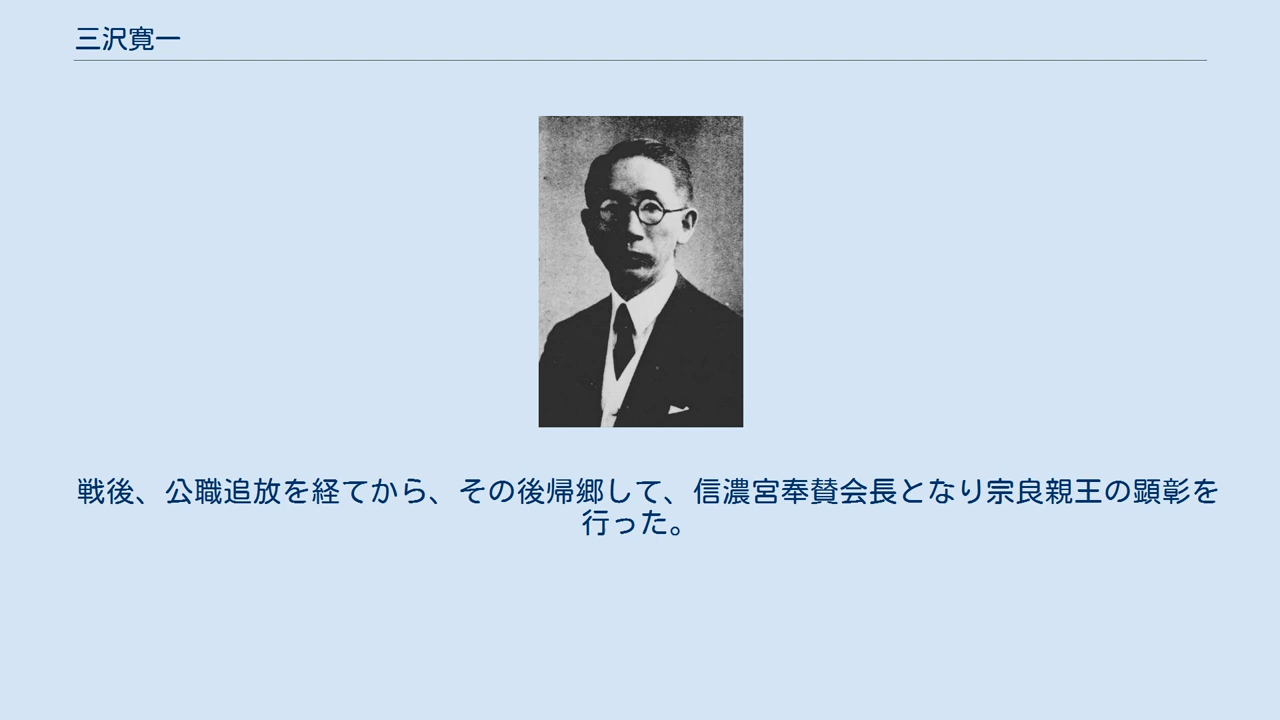 三沢寛一
戦後、公職追放を経てから、その後帰郷して、信濃宮奉賛会長となり宗良親王の顕彰を
行った。